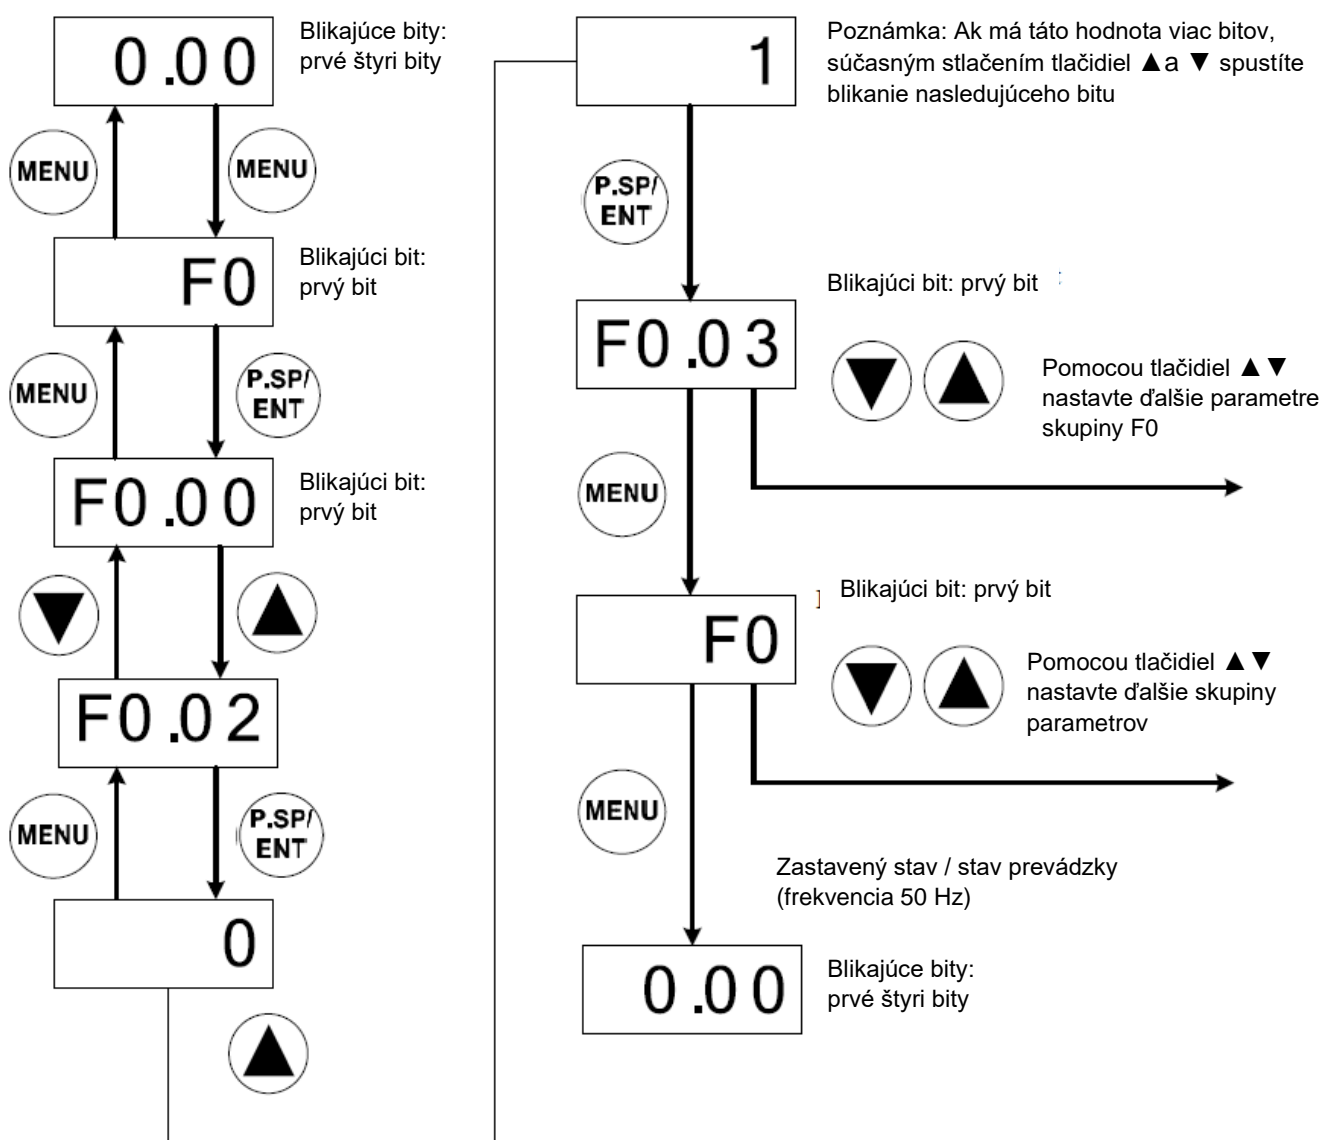 0.00
Blikajúce bity:
prvé štyri bity
MENU
MENU
F0
Blikajúci bit:
prvý bit
MENU
P.SP/
ENT
F0.00
Blikajúci bit:
prvý bit
▼
▲
F0.02
MENU
P.SP/
ENT
0
▲
1
Poznámka: Ak má táto hodnota viac bitov,
súčasným stlačením tlačidiel ▲a ▼ spustíte
blikanie nasledujúceho bitu
P.SP/
ENT
F0.03
Blikajúci bit: prvý bit
▼ ▲
Pomocou tlačidiel ▲▼
nastavte ďalšie parametre
skupiny F0
MENU
F0
Blikajúci bit: prvý bit
▼ ▲
Pomocou tlačidiel ▲▼
nastavte ďalšie skupiny
parametrov
MENU
Zastavený stav / stav prevádzky
(frekvencia 50 Hz)
0.00
Blikajúce bity:
prvé štyri bity